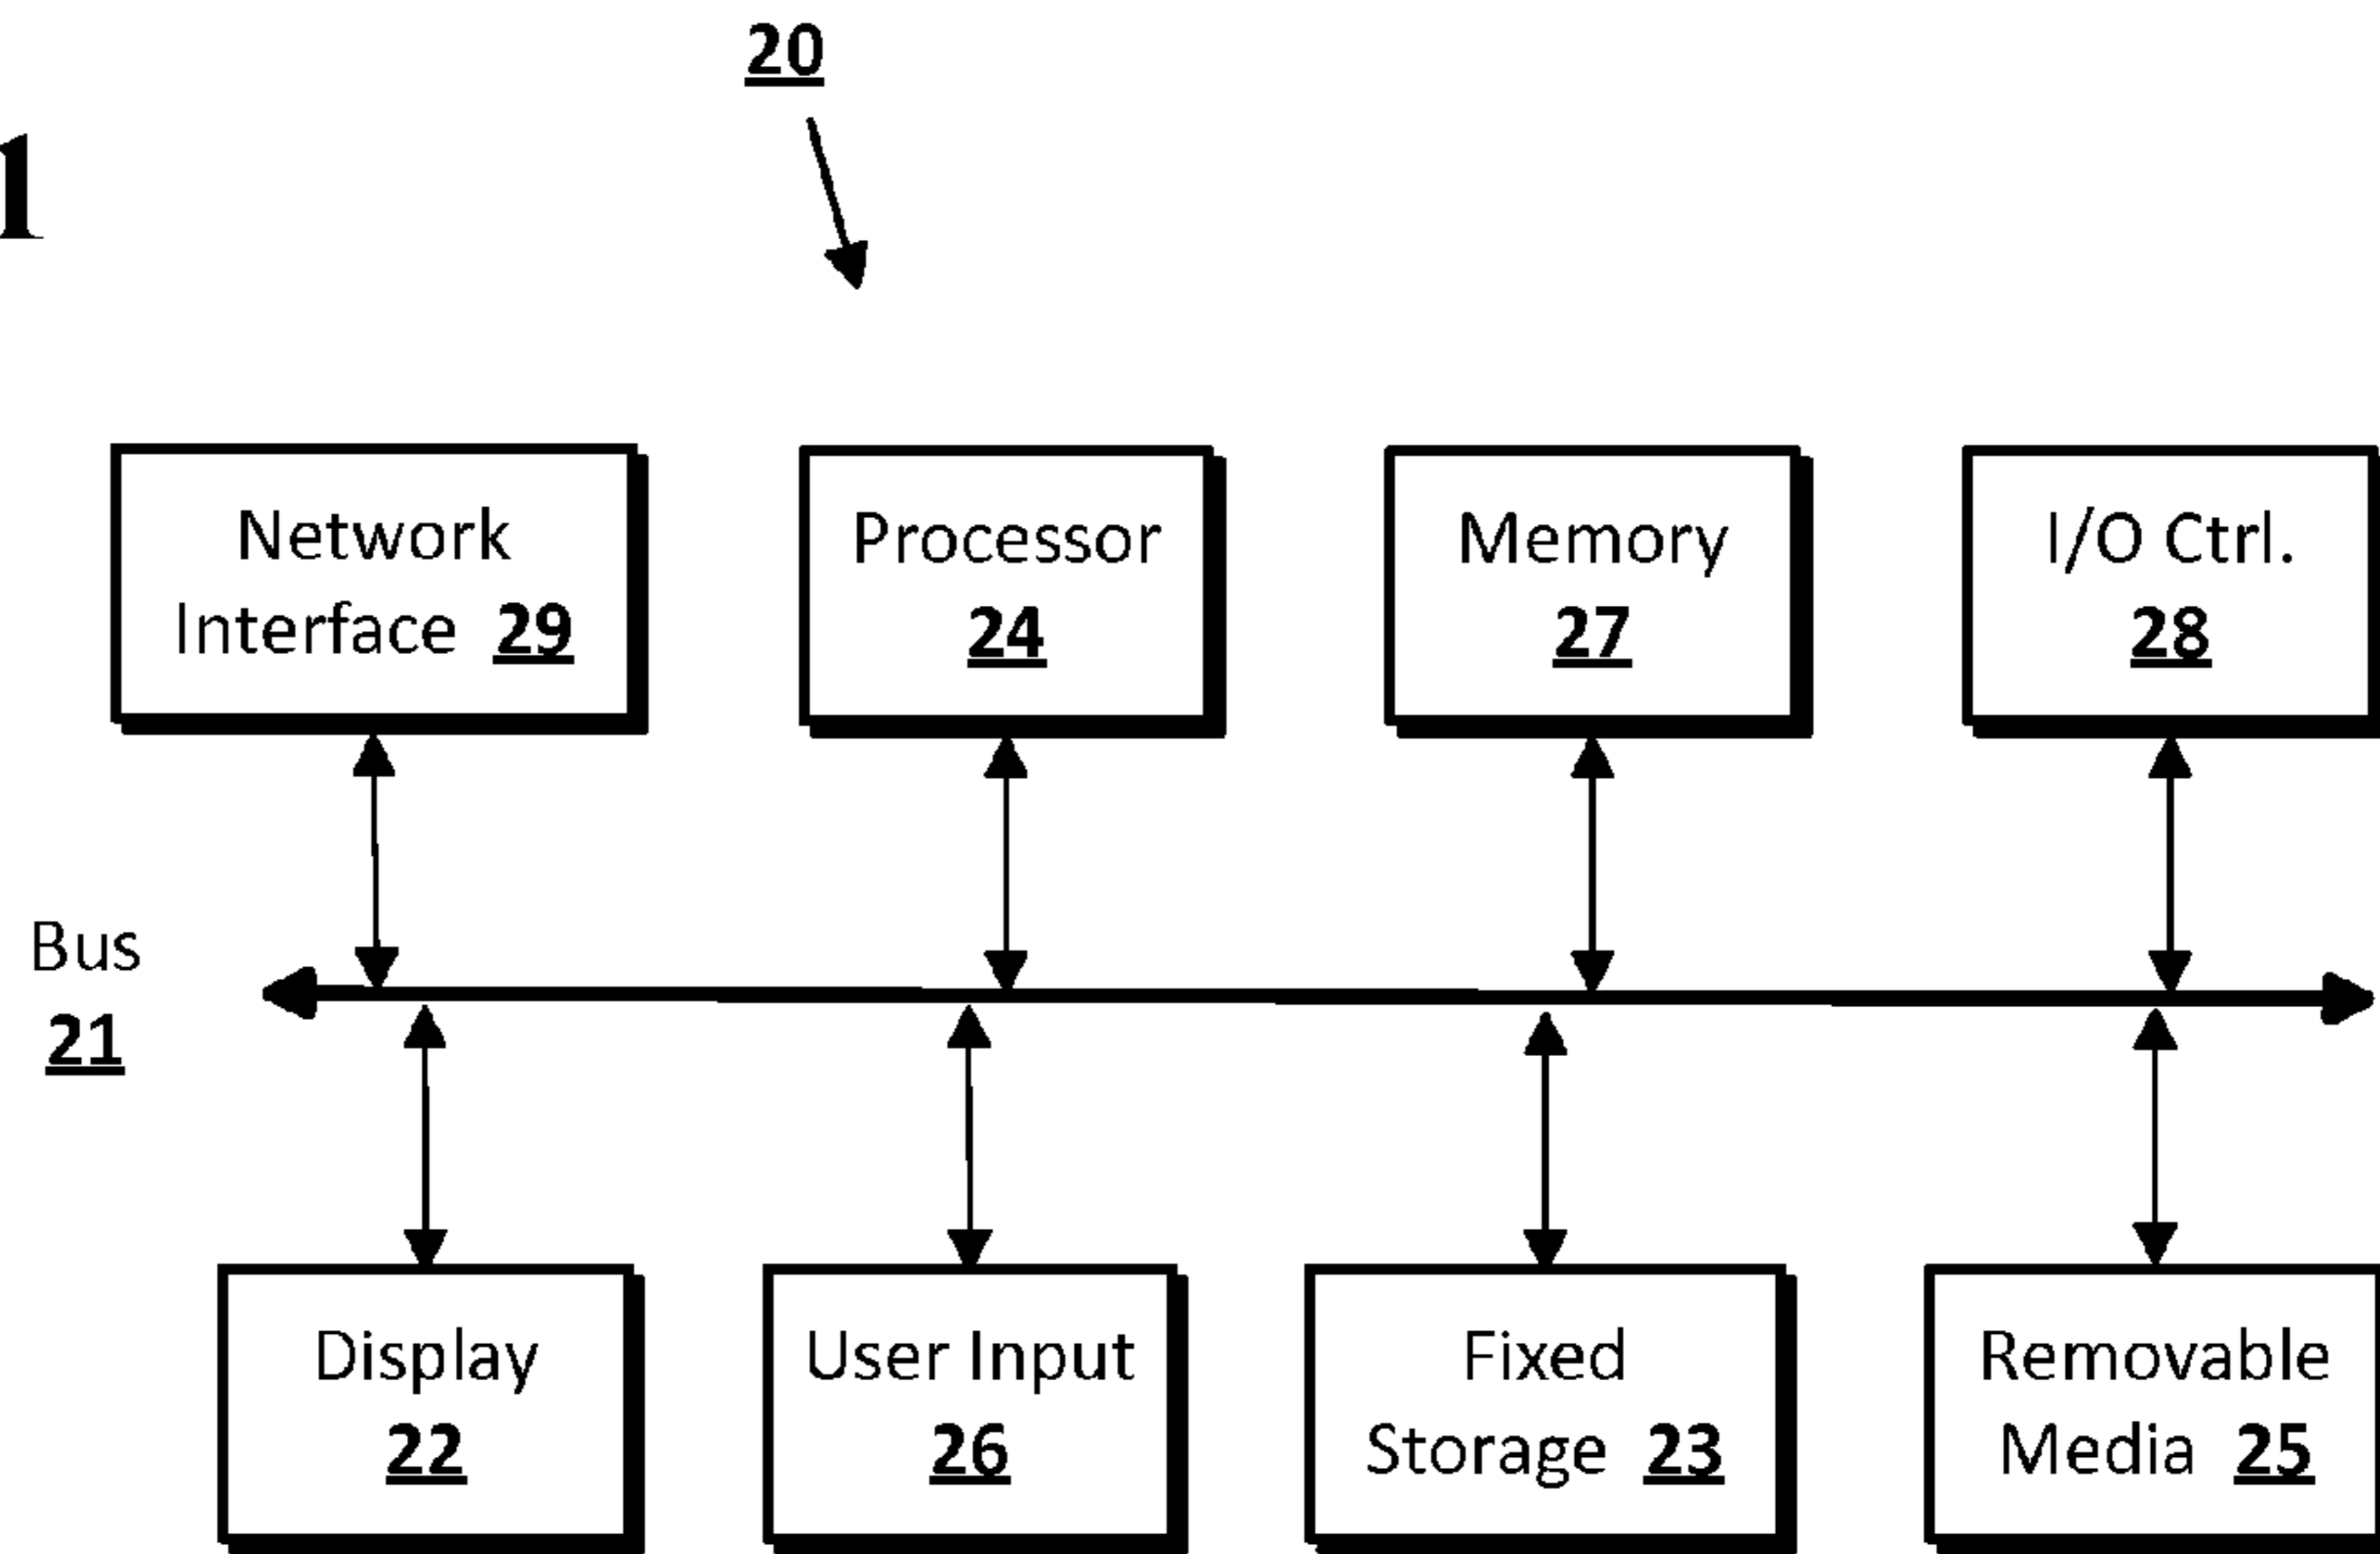 20
1
Network
Interface 29
Processor
24
Memory
27
I/O Ctrl.
28
Bus
21
Display
22
User Input
26
Fixed
Storage 23
Removable
Media 25